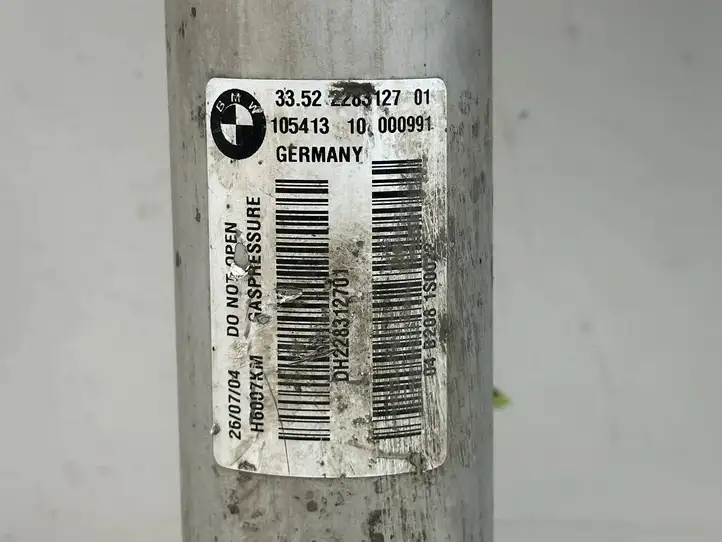 BMW
33.52 2283127 01
105413 10 000991
GERMANY
26/07/04 DO NOT OPEN
H6007KM GASPRESSURE
DH228312701